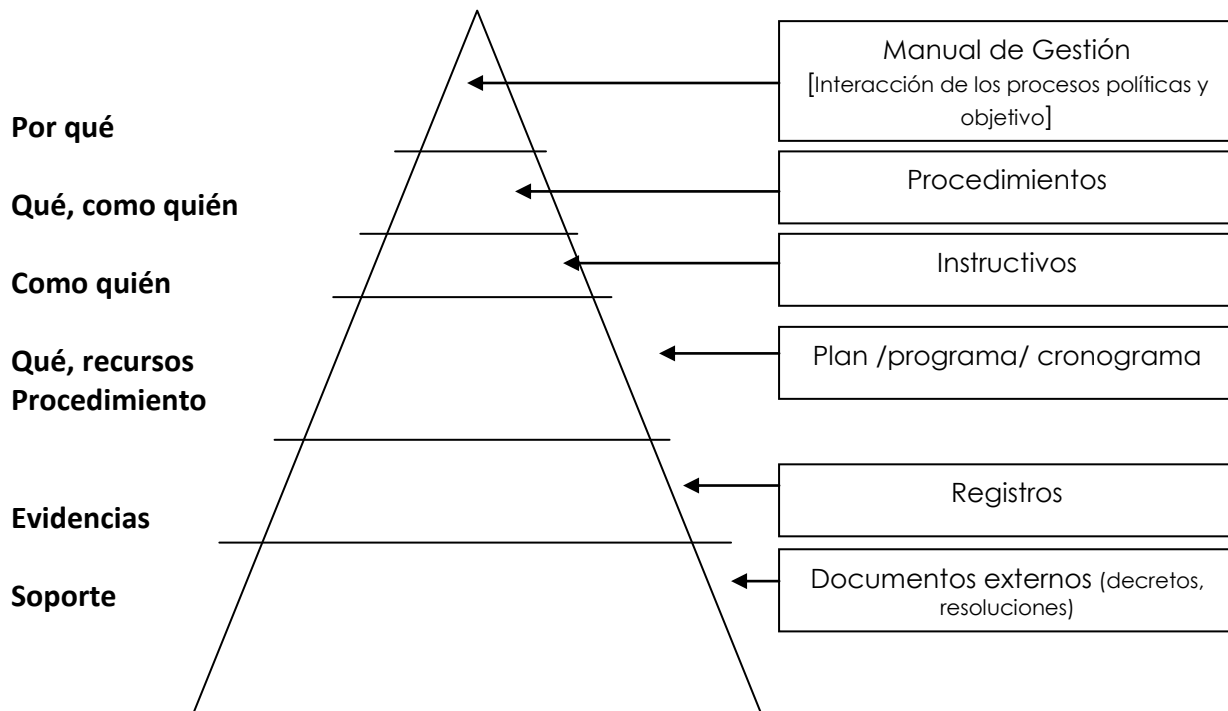 Manual de Gestión
[Interacción de los procesos políticas y
objetivo]
Por qué
Procedimientos
Qué, como quién
Instructivos
Como quién
Plan /programa/ cronograma
Qué, recursos
Procedimiento
Registros
Evidencias
Documentos externos (decretos,
resoluciones)
Soporte